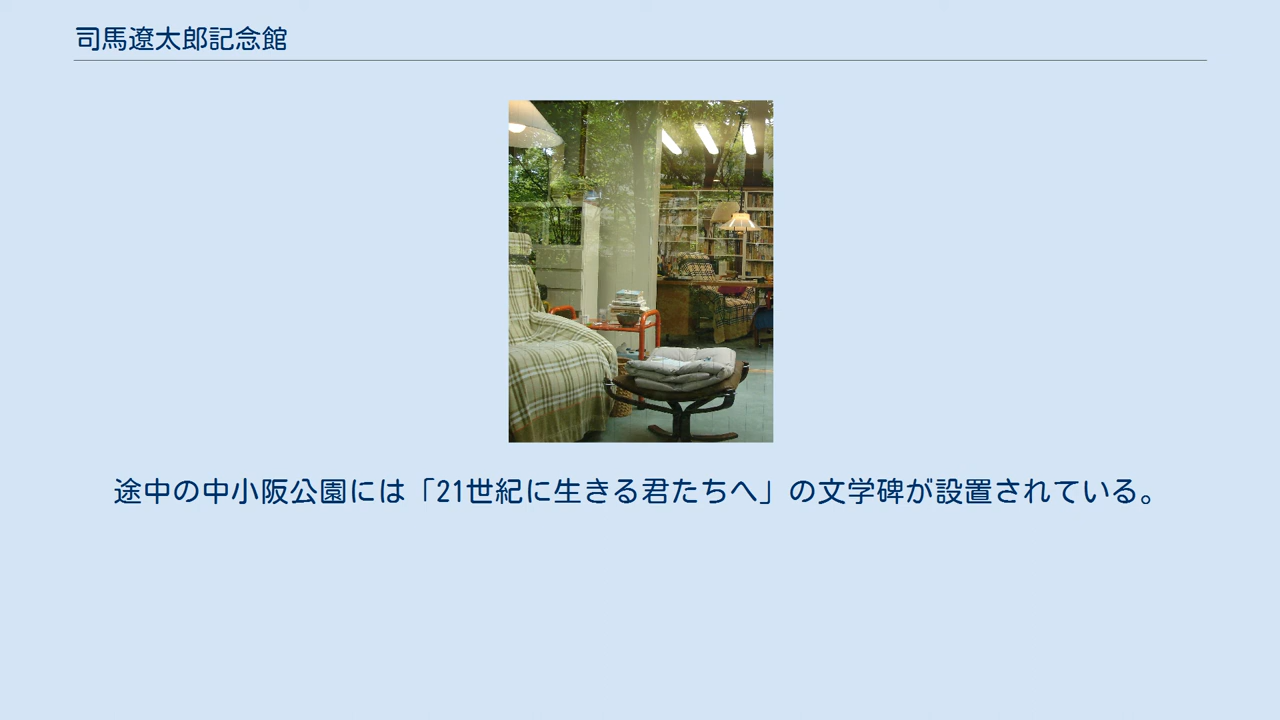 司馬遼太郎記念館
途中の中小阪公園には「21世紀に生きる君たちへ」の文学碑が設置されている。